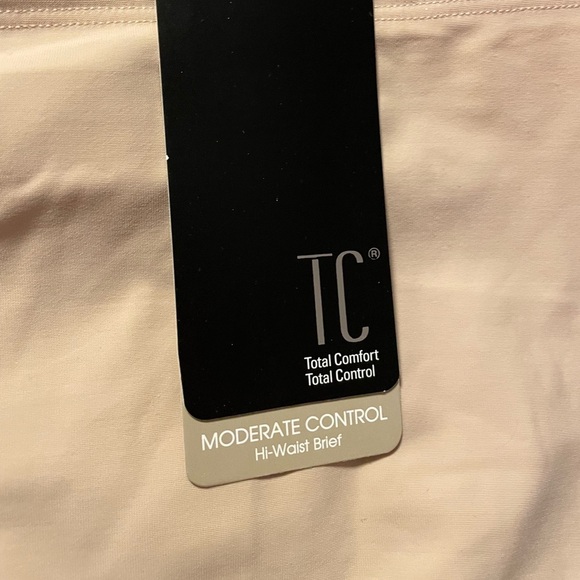 TC®
Total Comfort
Total Control
MODERATE CONTROL
Hi-Waist Brief